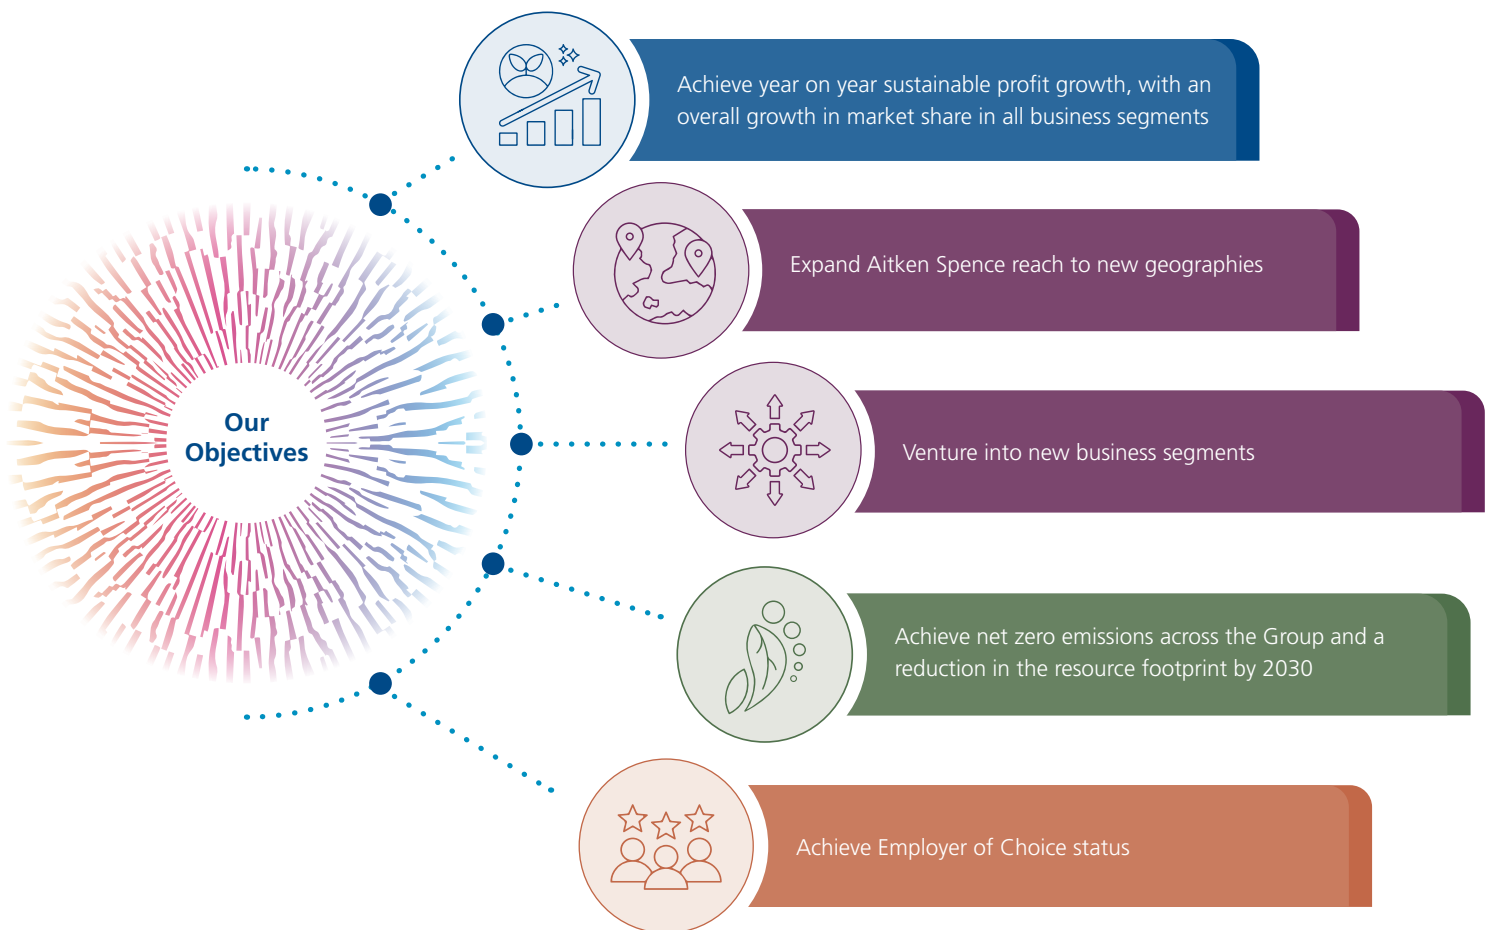 Our
Objectives
Achieve year on year sustainable profit growth, with an
overall growth in market share in all business segments
Expand Aitken Spence reach to new geographies
Venture into new business segments
Achieve net zero emissions across the Group and a
reduction in the resource footprint by 2030
Achieve Employer of Choice status